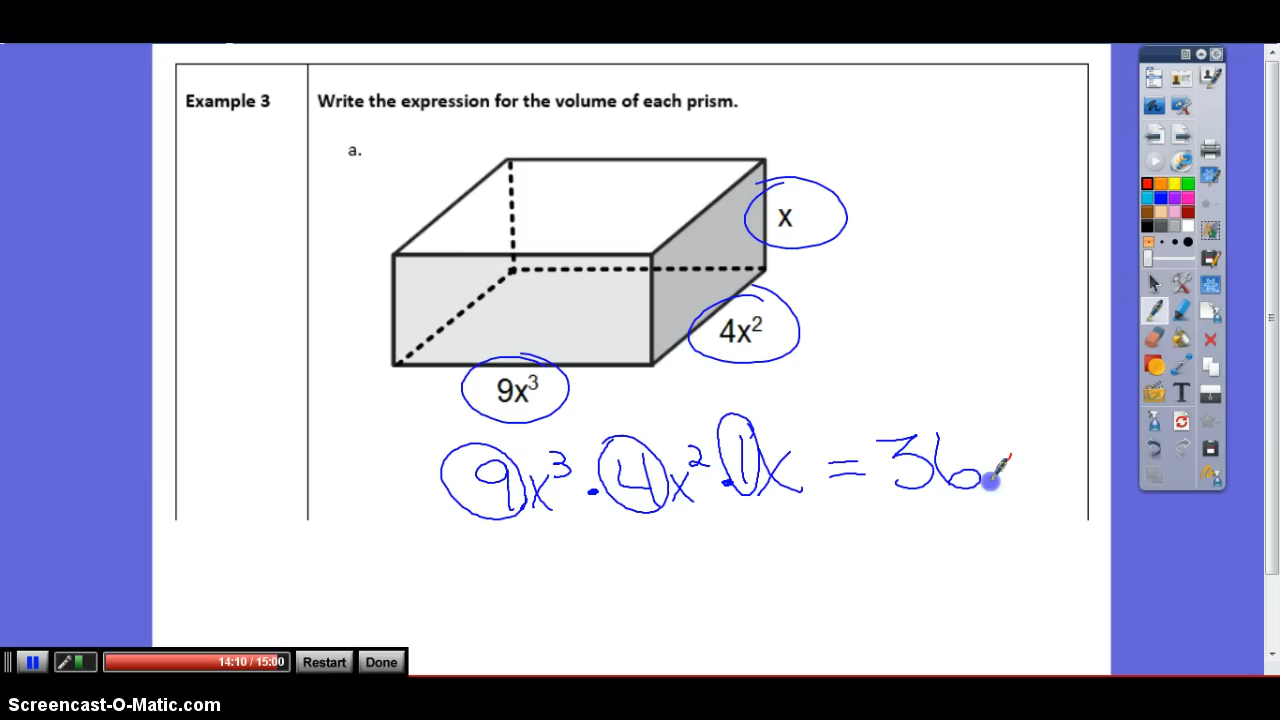 Example 3
Write the expression for the volume of each prism.
a.
x
4x²
9x³
9x³ · 4x² · 1x = 36
14:10 / 15:00
Restart
Done
Screencast-O-Matic.com